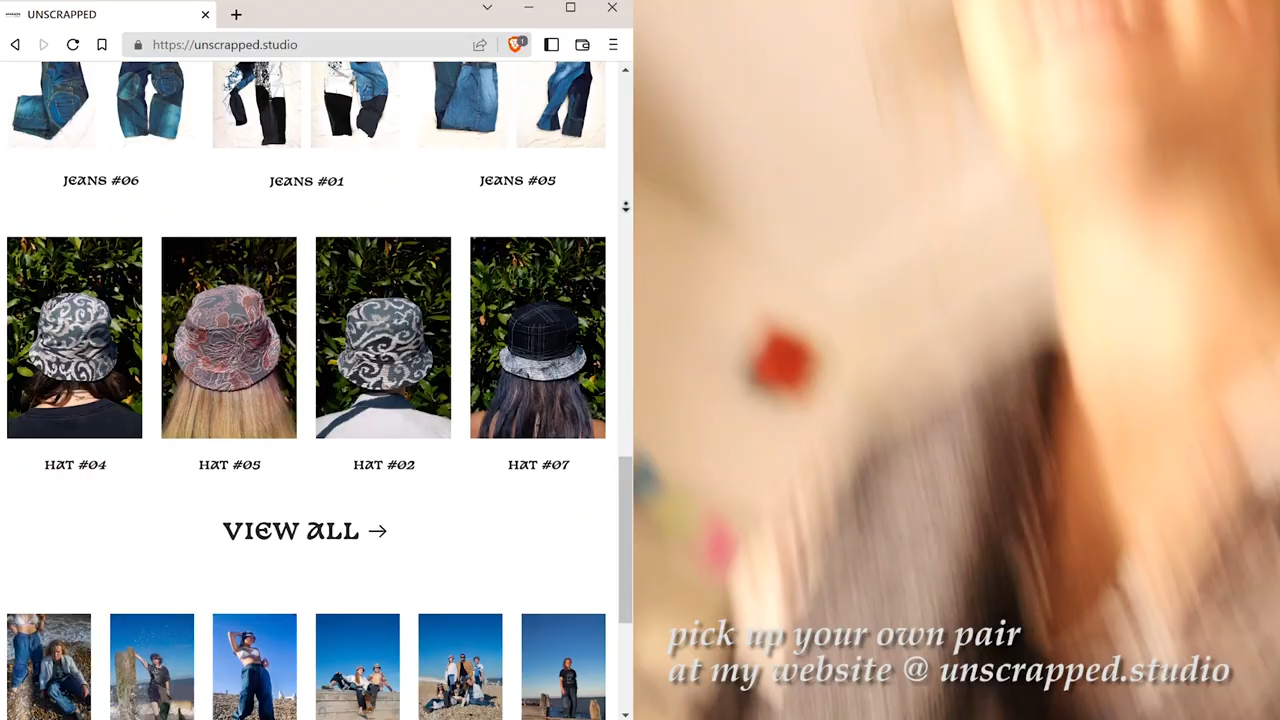 UNSCRAPPED
https://unscrapped.studio
1
JEANS #06
JEANS #01
JEANS #05
HAT #04
HAT #05
HAT #02
HAT #07
VIEW ALL →
pick up your own pair
at my website @ unscrapped.studio